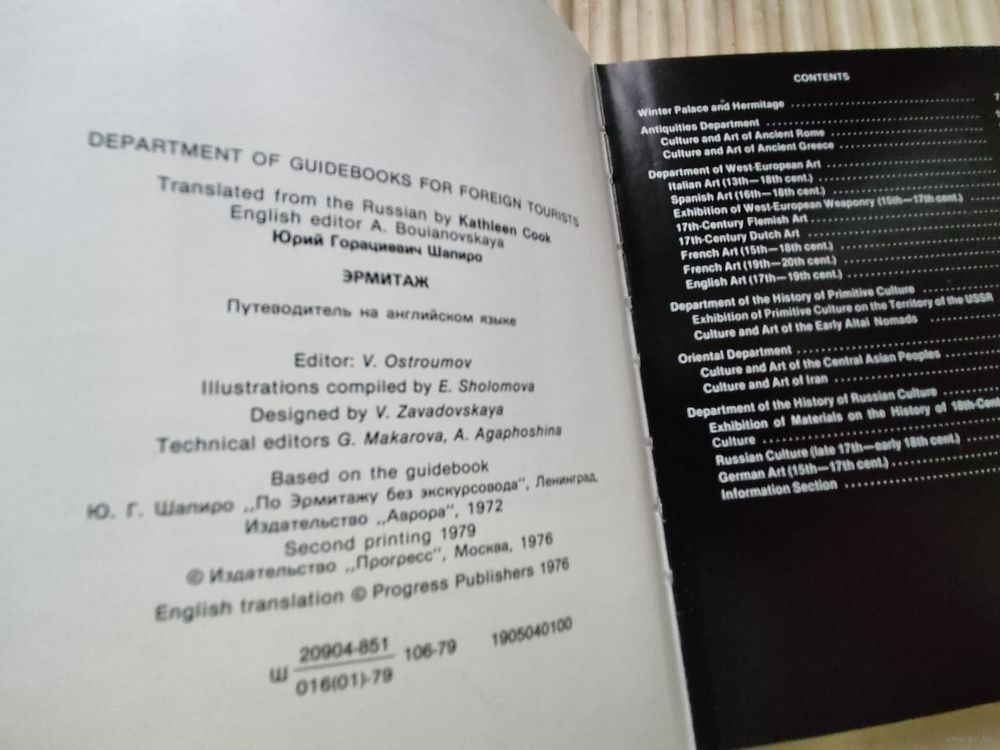 DEPARTMENT OF GUIDEBOOKS FOR FOREIGN TOURISTS
Translated from the Russian by Kathleen Cook
English editor A. Bouianovskaya
Юрий Горациевич Шапиро
ЭРМИТАЖ
Путеводитель на английском языке
Editor: V. Ostroumov
Illustrations compiled by E. Sholomova
Designed by V. Zavadovskaya
Technical editors G. Makarova, A. Agaphoshina
Based on the guidebook
Ю. Г. Шапиро „По Эрмитажу без экскурсовода", Ленинград,
Издательство „Аврора", 1972
Second printing 1979
© Издательство „Прогресс", Москва, 1976
English translation © Progress Publishers 1976
Ш 20904-851 106-79 1905040100
016(01)-79
CONTENTS
Winter Palace and Hermitage
Antiquities Department
Culture and Art of Ancient Rome
Culture and Art of Ancient Greece
Department of West-European Art
Italian Art (13th—18th cent.)
Spanish Art (16th—18th cent.)
Exhibition of West-European Weaponry (15th—17th cent.)
17th-Century Flemish Art
17th-Century Dutch Art
French Art (15th—18th cent.)
French Art (19th—20th cent.)
English Art (17th—19th cent.)
Department of the History of Primitive Culture
Exhibition of Primitive Culture on the Territory of the USSR
Culture and Art of the Early Altai Nomads
Oriental Department
Culture and Art of the Central Asian Peoples
Culture and Art of Iran
Department of the History of Russian Culture
Exhibition of Materials on the History of 18th-Cent
Culture
Russian Culture (late 17th—early 18th cent.)
German Art (15th—17th cent.)
Information Section
www.ay.by